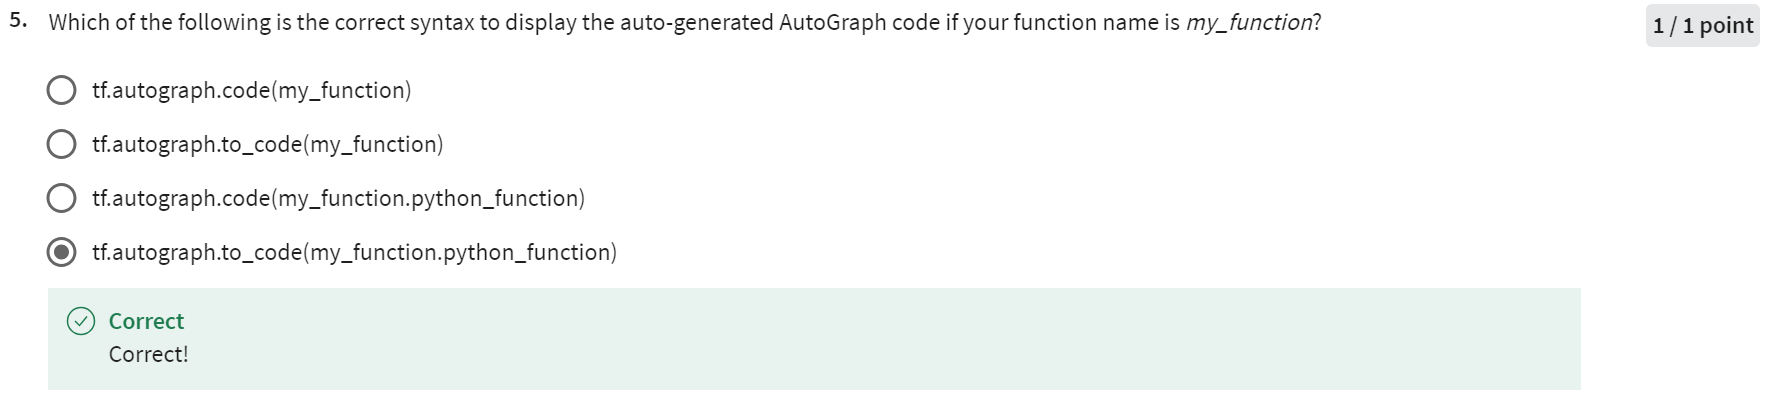 5. Which of the following is the correct syntax to display the auto-generated AutoGraph code if your function name is my_function?
1 / 1 point
tf.autograph.code(my_function)
tf.autograph.to_code(my_function)
tf.autograph.code(my_function.python_function)
tf.autograph.to_code(my_function.python_function)
Correct
Correct!